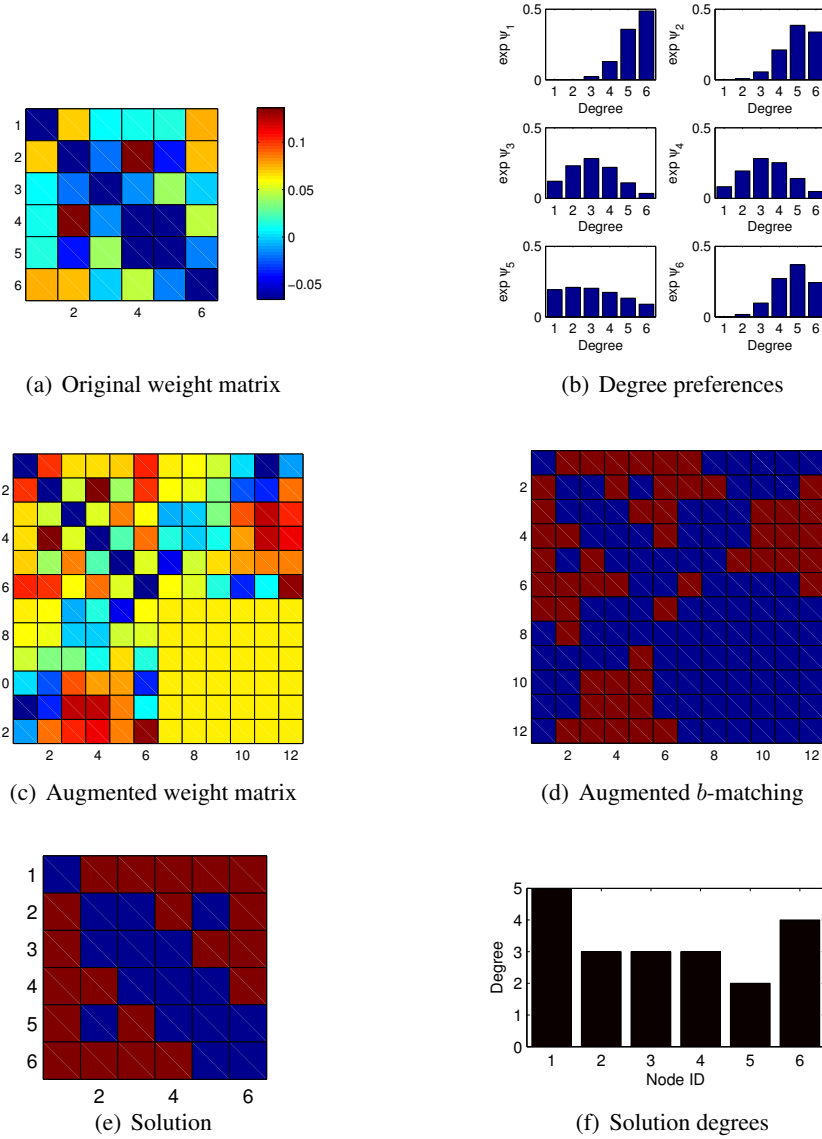 0.5
exp ψ1
0
1 2 3 4 5 6
Degree
0.5
exp ψ2
0
1 2 3 4 5 6
Degree
0.5
exp ψ3
0
1 2 3 4 5 6
Degree
0.5
exp ψ4
0
1 2 3 4 5 6
Degree
0.5
exp ψ5
0
1 2 3 4 5 6
Degree
0.5
exp ψ6
0
1 2 3 4 5 6
Degree
1
2
3
4
5
6
2 4 6
0.1
0.05
0
−0.05
(a) Original weight matrix
(b) Degree preferences
2
4
6
8
0
2
2 4 6 8 10 12
(c) Augmented weight matrix
2
4
6
8
10
12
2 4 6 8 10 12
(d) Augmented b-matching
1
2
3
4
5
6
2 4 6
(e) Solution
5
4
3
2
1
0
Degree
1 2 3 4 5 6
Node ID
(f) Solution degrees